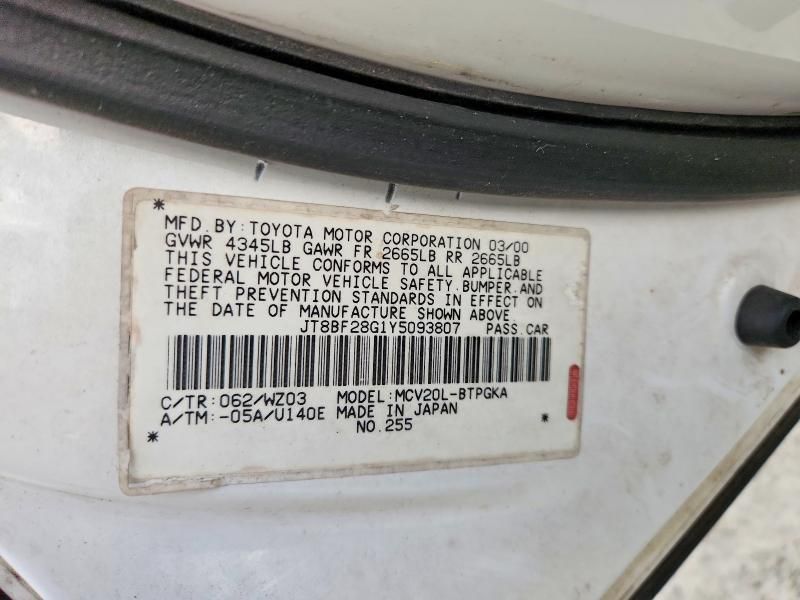 *
MFD. BY: TOYOTA MOTOR CORPORATION 03/00
GVWR 4345LB GAWR FR 2665LB RR 2665LB
THIS VEHICLE CONFORMS TO ALL APPLICABLE
FEDERAL MOTOR VEHICLE SAFETY, BUMPER, AND
THEFT PREVENTION STANDARDS IN EFFECT ON
THE DATE OF MANUFACTURE SHOWN ABOVE.
JT8BF28G1Y5093807 PASS. CAR
C/TR: 062/WZ03 MODEL: MCV20L-BTPGKA
A/TM: -05A/U140E MADE IN JAPAN *
* NO. 255